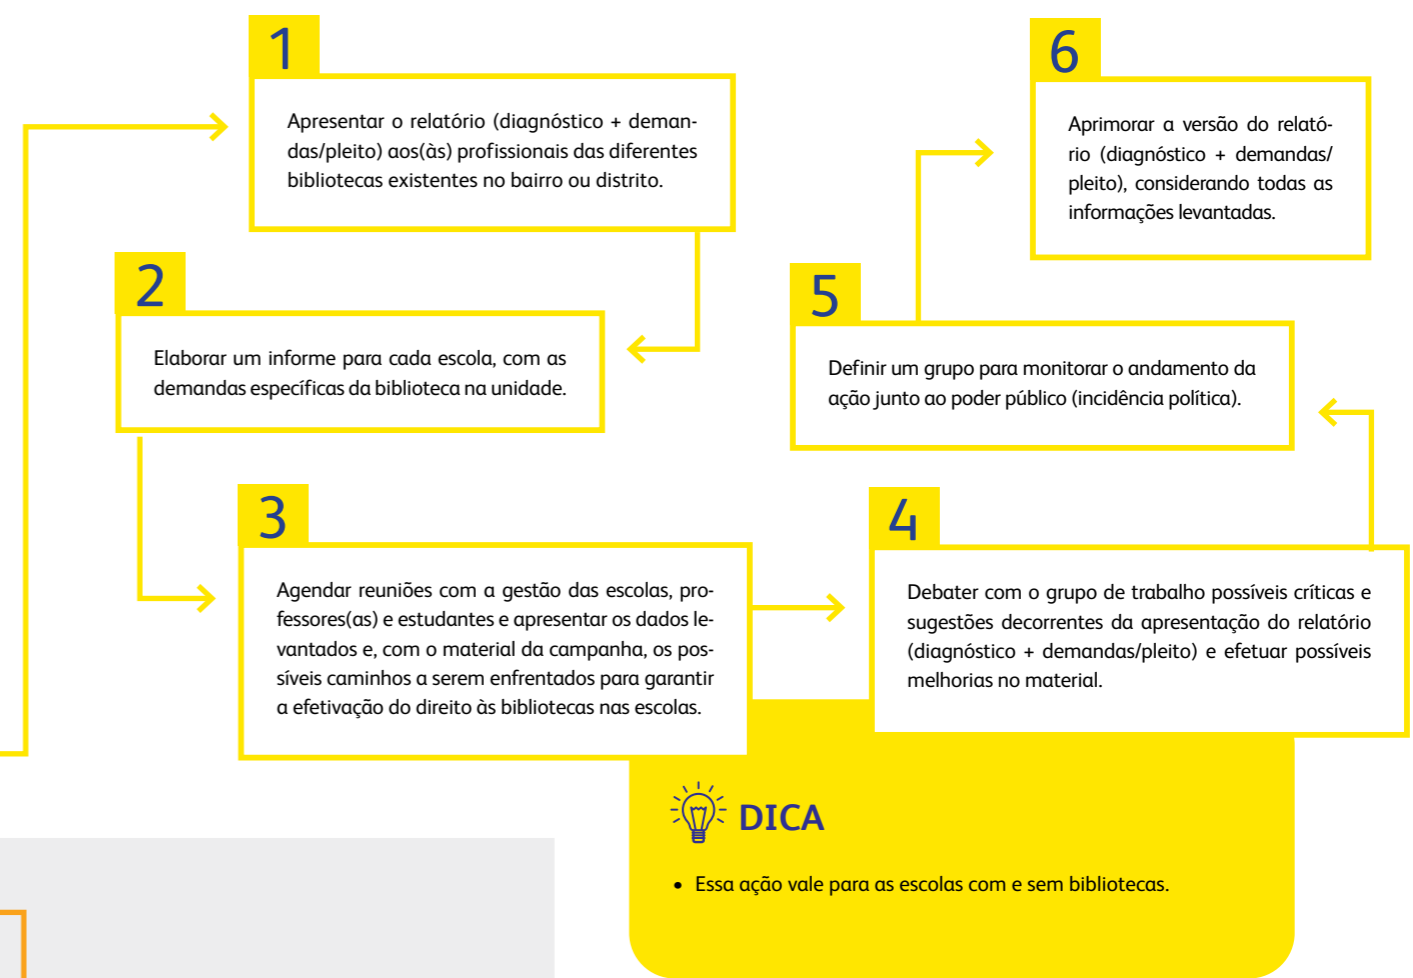 1
Apresentar o relatório (diagnóstico + deman-
das/pleito) aos(às) profissionais das diferentes
bibliotecas existentes no bairro ou distrito.
2
Elaborar um informe para cada escola, com as
demandas específicas da biblioteca na unidade.
3
Agendar reuniões com a gestão das escolas, pro-
fessores(as) e estudantes e apresentar os dados le-
vantados e, com o material da campanha, os pos-
síveis caminhos a serem enfrentados para garantir
a efetivação do direito às bibliotecas nas escolas.
4
Debater com o grupo de trabalho possíveis críticas e
sugestões decorrentes da apresentação do relatório
(diagnóstico + demandas/pleito) e efetuar possíveis
melhorias no material.
5
Definir um grupo para monitorar o andamento da
ação junto ao poder público (incidência política).
6
Aprimorar a versão do relató-
rio (diagnóstico + demandas/
pleito), considerando todas as
informações levantadas.
DICA
• Essa ação vale para as escolas com e sem bibliotecas.